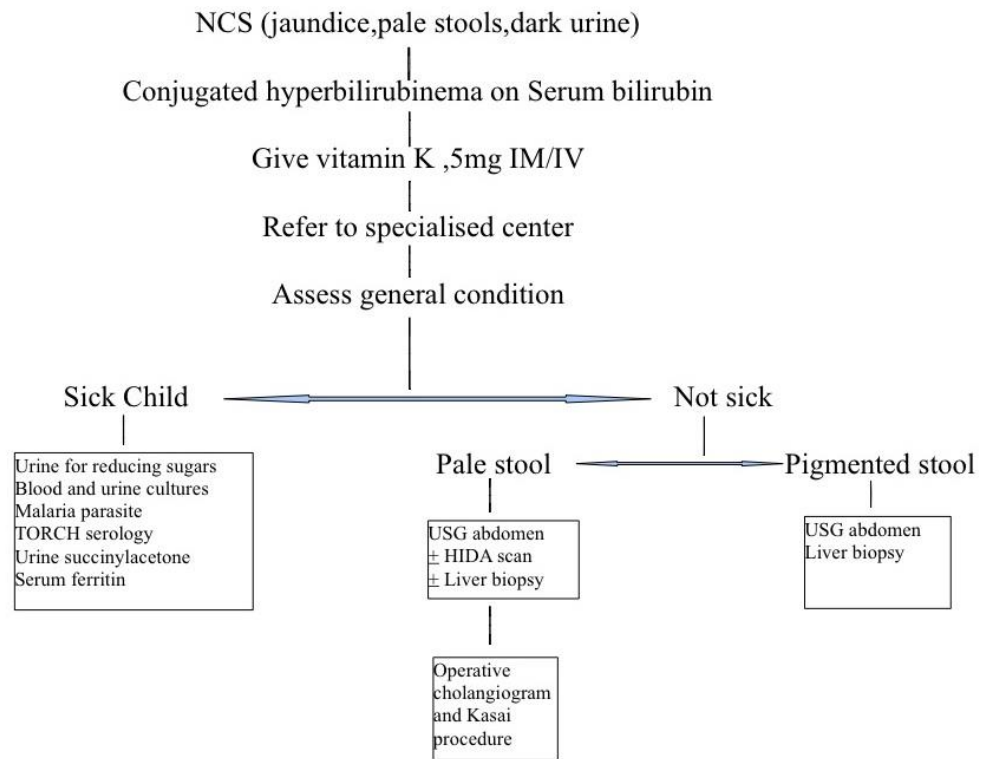 NCS (jaundice,pale stools,dark urine)
Conjugated hyperbilirubinema on Serum bilirubin
Give vitamin K ,5mg IM/IV
Refer to specialised center
Assess general condition
Sick Child
Not sick
Urine for reducing sugars
Blood and urine cultures
Malaria parasite
TORCH serology
Urine succinylacetone
Serum ferritin
Pale stool
Pigmented stool
USG abdomen
± HIDA scan
± Liver biopsy
USG abdomen
Liver biopsy
Operative
cholangiogram
and Kasai
procedure